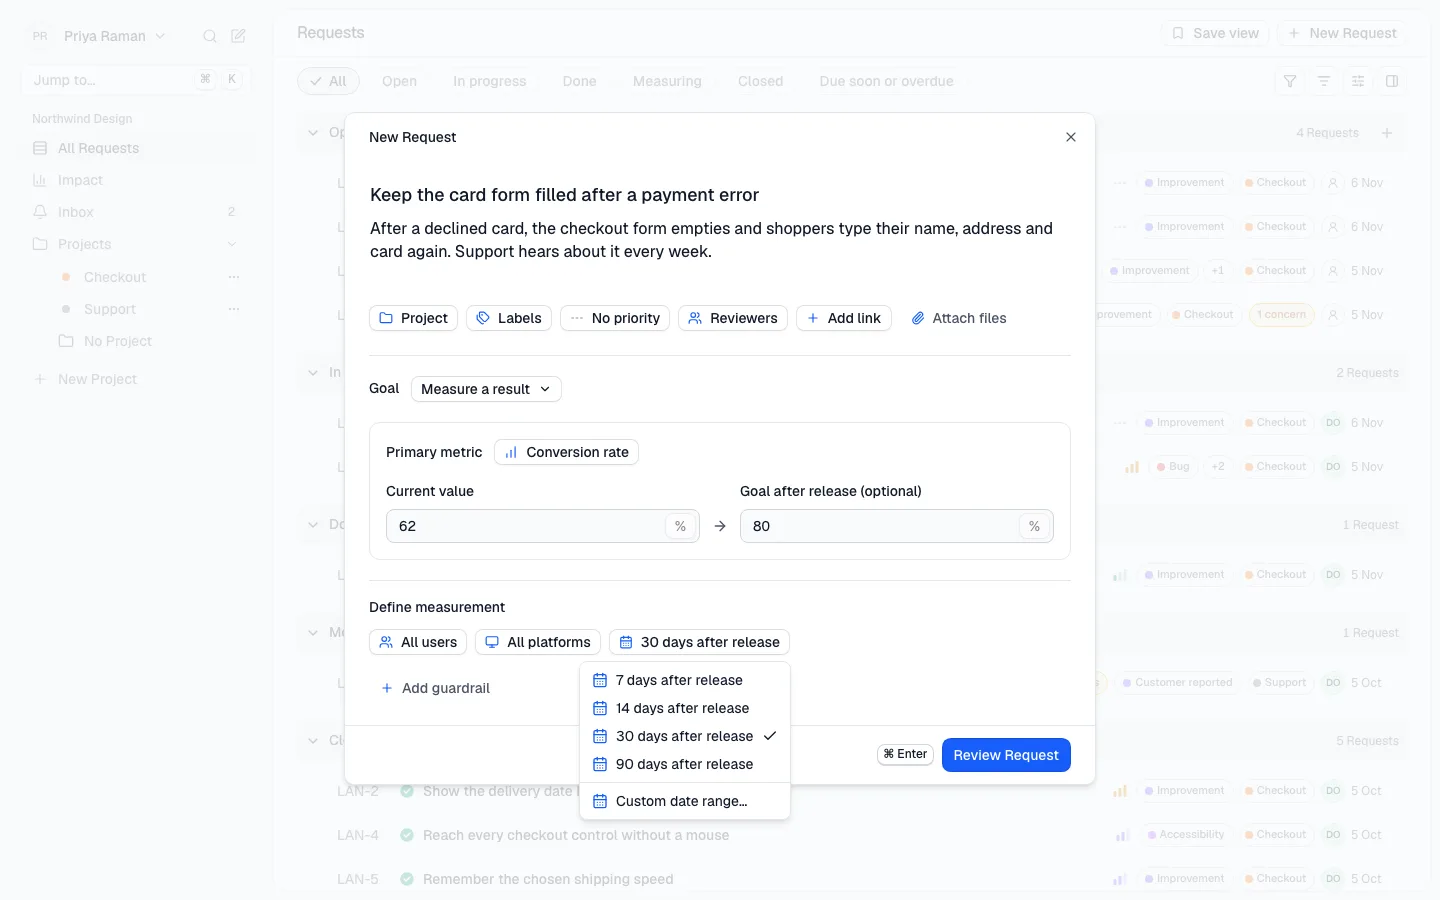 PR Priya Raman
Jump to... ⌘ K
Northwind Design
All Requests
Impact
Inbox 2
Projects
Checkout
Support
No Project
New Project
Requests
Save view
New Request
All Open In progress Done Measuring Closed Due soon or overdue
4 Requests
Improvement Checkout 6 Nov
Improvement Checkout 6 Nov
Improvement +1 Checkout 5 Nov
Checkout 1 concern 5 Nov
In
2 Requests
Improvement Checkout DO 6 Nov
Bug +2 Checkout DO 5 Nov
1 Request
Improvement Checkout DO 5 Nov
1 Request
Customer reported Support DO 5 Oct
5 Requests
New Request
Keep the card form filled after a payment error
After a declined card, the checkout form empties and shoppers type their name, address and
card again. Support hears about it every week.
Project Labels No priority Reviewers Add link Attach files
Goal Measure a result
Primary metric Conversion rate
Current value Goal after release (optional)
62 % 80 %
Define measurement
All users All platforms 30 days after release
Add guardrail
7 days after release
14 days after release
30 days after release
90 days after release
Custom date range...
⌘ Enter Review Request
LAN-2 Show the delivery date Improvement Checkout DO 5 Oct
LAN-4 Reach every checkout control without a mouse Accessibility Checkout DO 5 Oct
LAN-5 Remember the chosen shipping speed Improvement Checkout DO 5 Oct